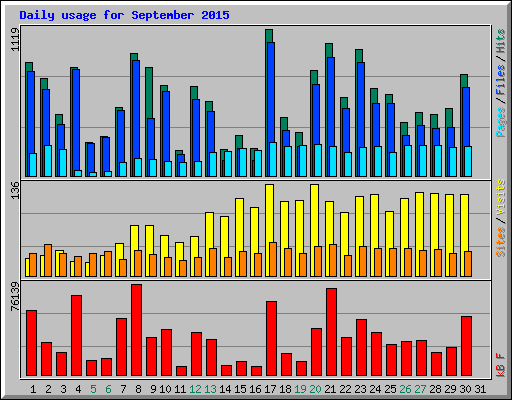 Daily usage for September 2015
1119
Pages / Files / Hits
136
Sites / Visits
76139
kB F
1 2 3 4 5 6 7 8 9 10 11 12 13 14 15 16 17 18 19 20 21 22 23 24 25 26 27 28 29 30 31